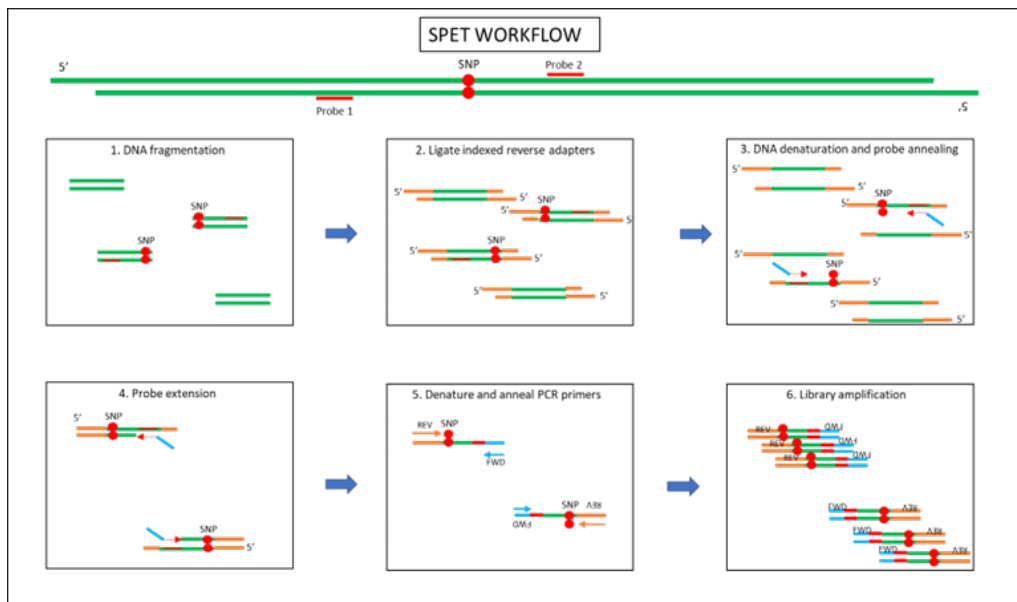 SPET WORKFLOW
5'
SNP
Probe 2
Probe 1
5'
1. DNA fragmentation
SNP
SNP
2. Ligate indexed reverse adapters
5'
5'
5'
SNP
5'
5'
SNP
5'
5'
5'
3. DNA denaturation and probe annealing
5'
5'
SNP
5'
5'
5'
SNP
5'
5'
5'
4. Probe extension
5'
SNP
SNP
5'
5. Denature and anneal PCR primers
REV
SNP
FWD
SNP
REV
FWD
6. Library amplification
REV
FWD
REV
FWD
REV
FWD
FWD
REV
FWD
REV
FWD
REV